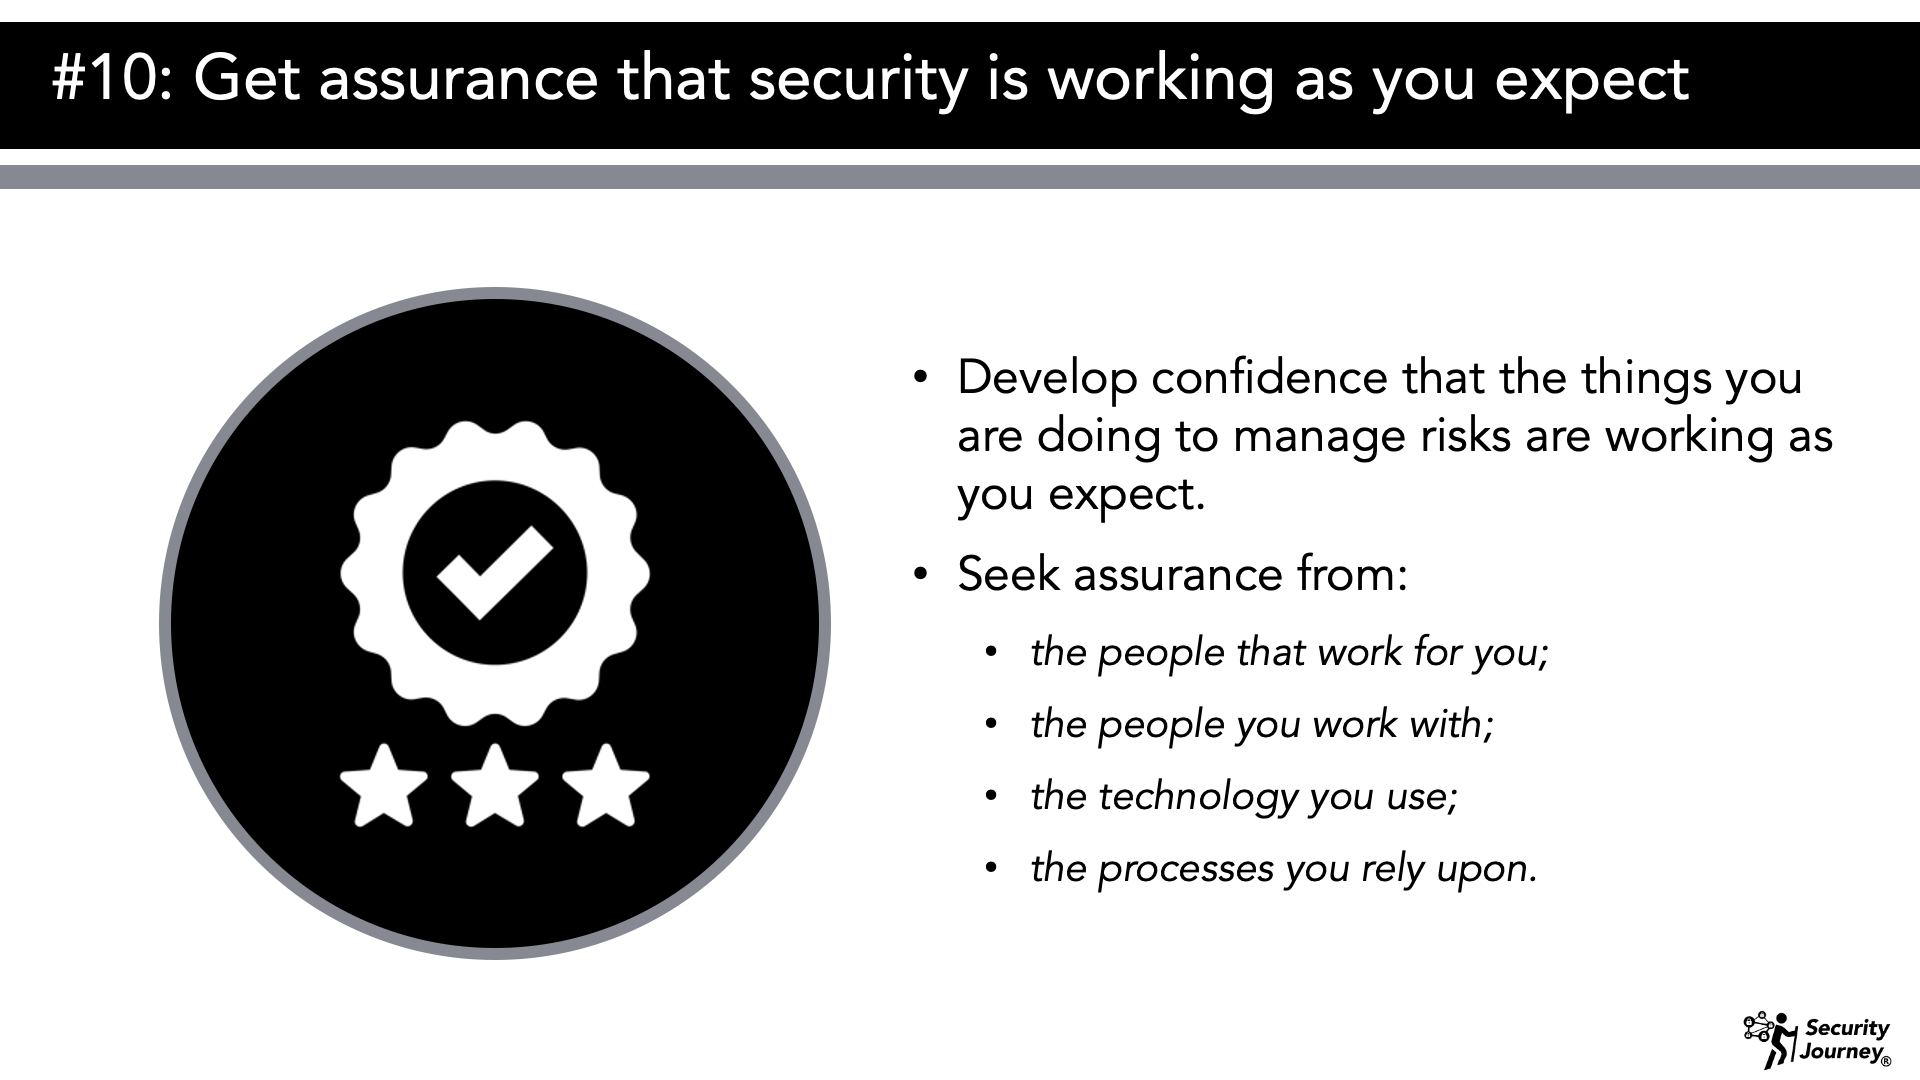 #10: Get assurance that security is working as you expect
• Develop confidence that the things you
are doing to manage risks are working as
you expect.
• Seek assurance from:
• the people that work for you;
• the people you work with;
• the technology you use;
• the processes you rely upon.
Security
Journey®